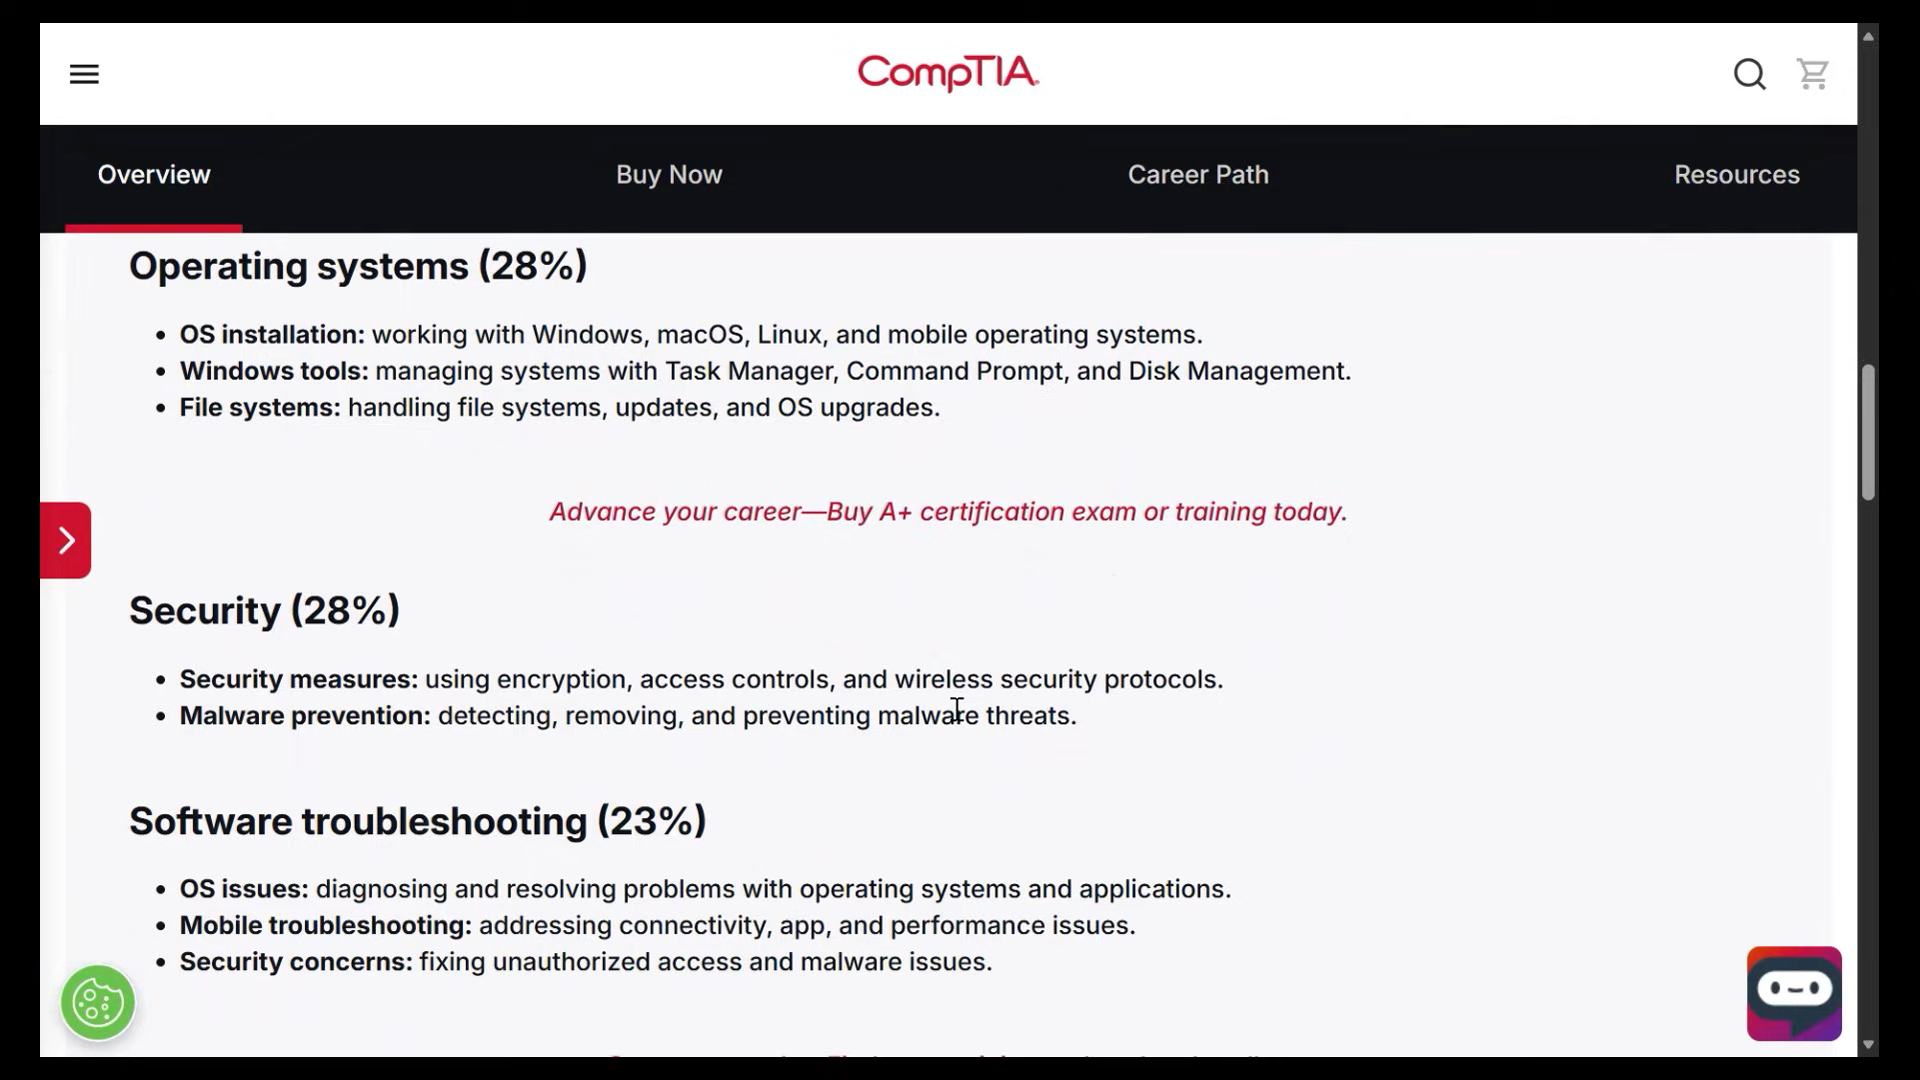 CompTIA.
Overview
Buy Now
Career Path
Resources
Operating systems (28%)
• OS installation: working with Windows, macOS, Linux, and mobile operating systems.
• Windows tools: managing systems with Task Manager, Command Prompt, and Disk Management.
• File systems: handling file systems, updates, and OS upgrades.
Advance your career—Buy A+ certification exam or training today.
Security (28%)
• Security measures: using encryption, access controls, and wireless security protocols.
• Malware prevention: detecting, removing, and preventing malware threats.
Software troubleshooting (23%)
• OS issues: diagnosing and resolving problems with operating systems and applications.
• Mobile troubleshooting: addressing connectivity, app, and performance issues.
• Security concerns: fixing unauthorized access and malware issues.